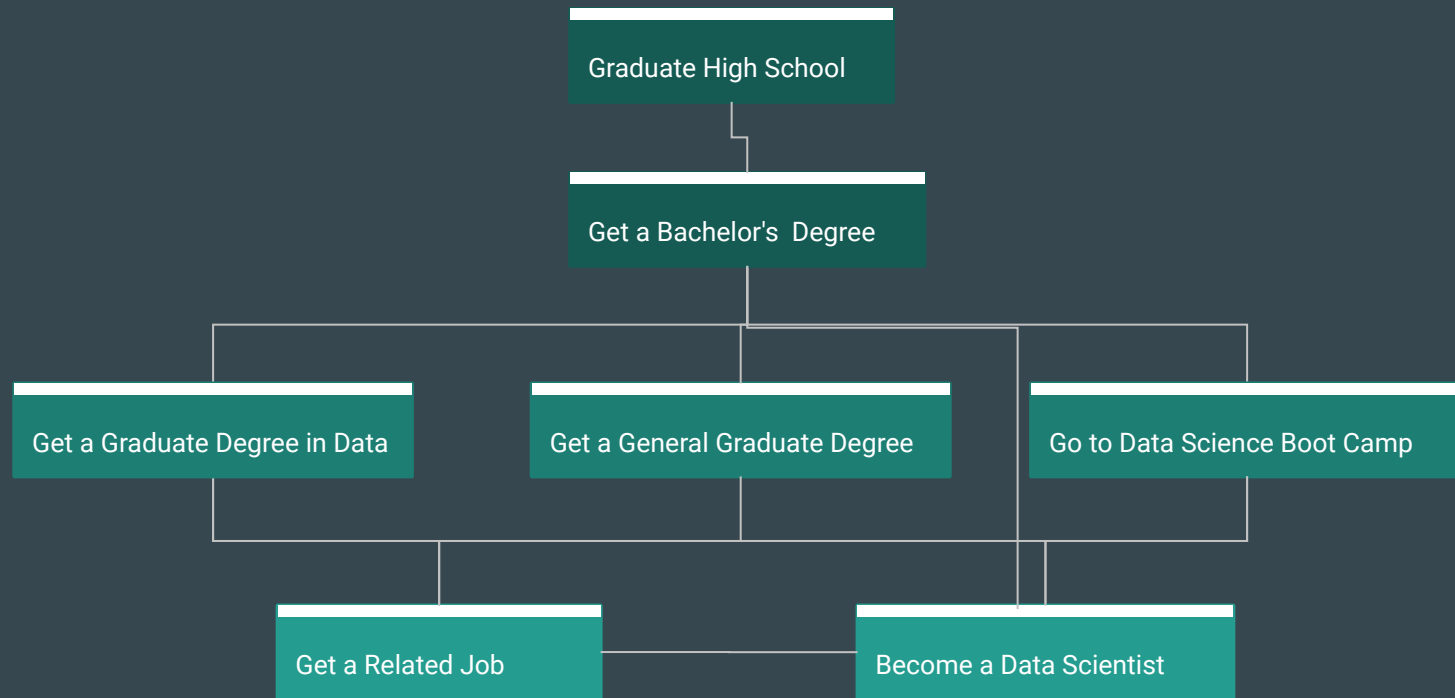 Graduate High School
Get a Bachelor's  Degree
Get a Graduate Degree in Data
Get a General Graduate Degree
Go to Data Science Boot Camp
Get a Related Job
Become a Data Scientist